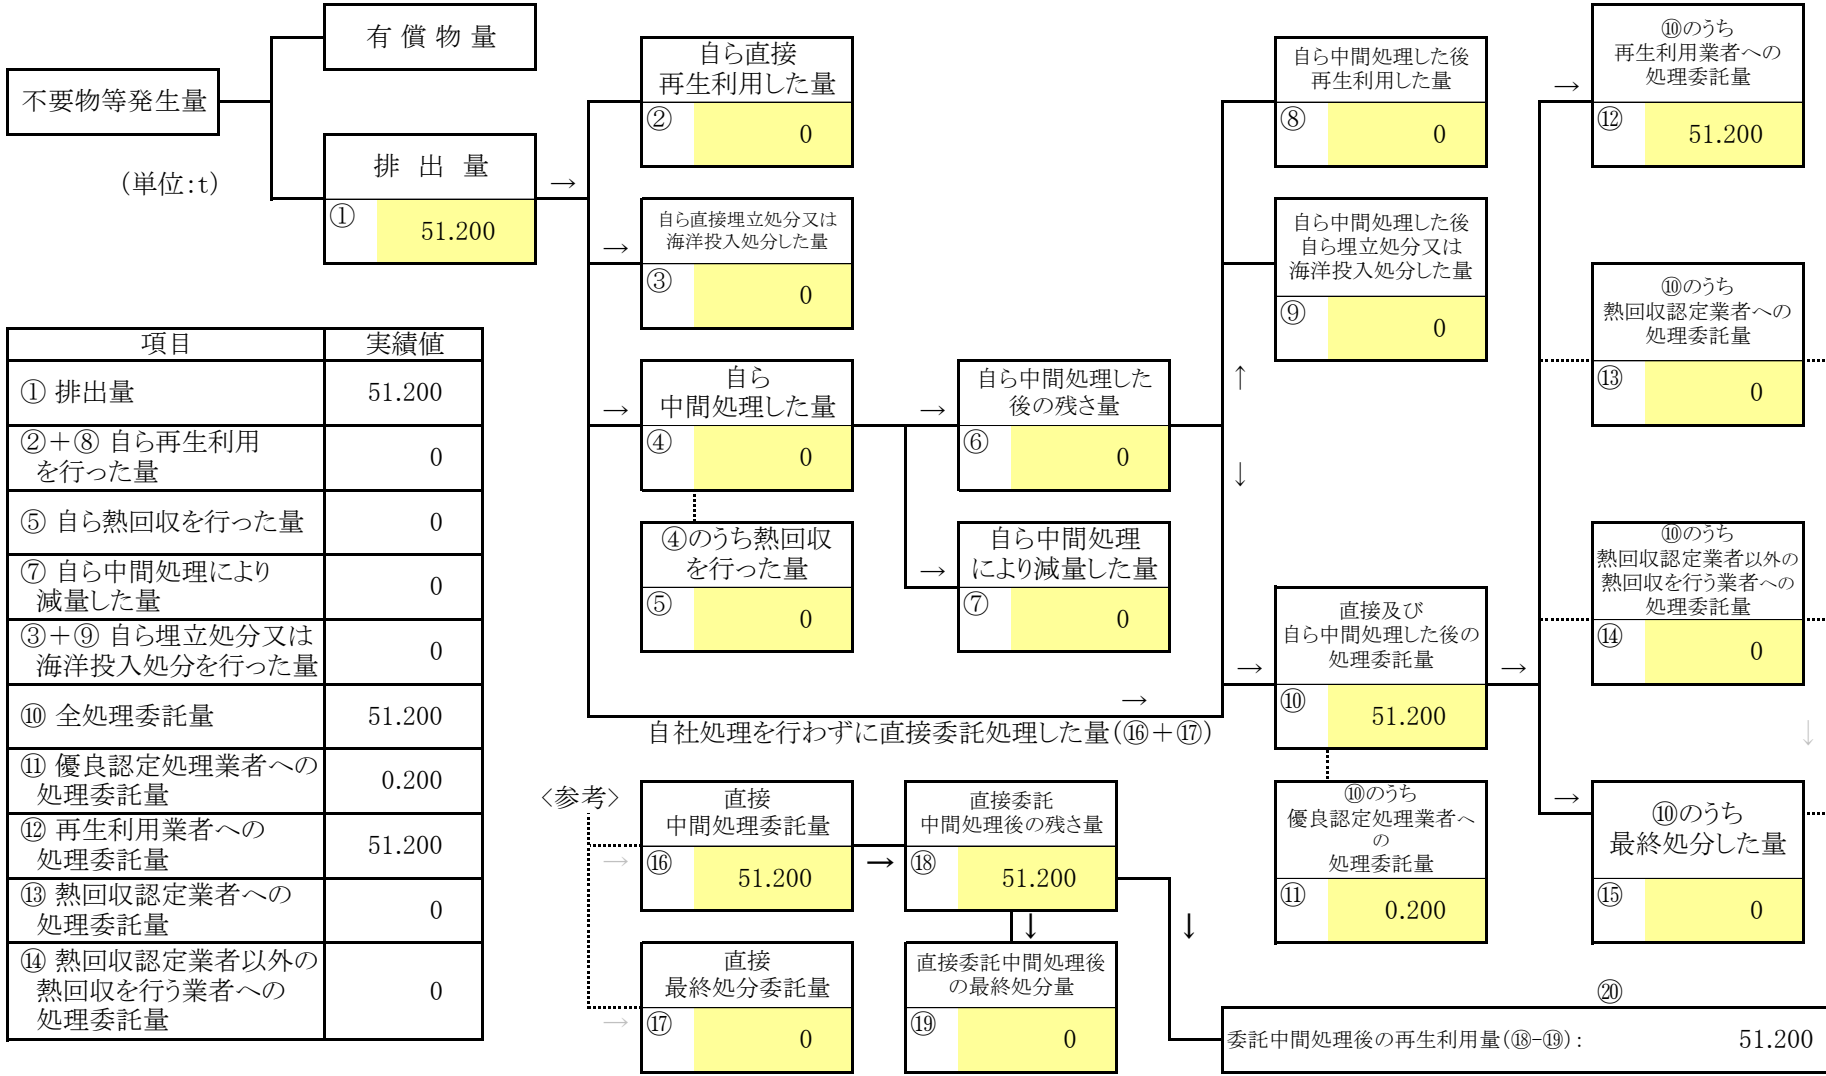 有 償 物 量
不要物等発生量
(単位:t)
排 出 量
→
①
51.200
自ら直接
再生利用した量
②
0
→
自ら直接埋立処分又は
海洋投入処分した量
③
0
→
自ら
中間処理した量
④
0
④のうち熱回収
を行った量
⑤
0
→
自ら中間処理した
後の残さ量
⑥
0
→
自ら中間処理
により減量した量
⑦
0
→
自社処理を行わずに直接委託処理した量(⑯+⑰)
自ら中間処理した後
再生利用した量
⑧
0
自ら中間処理した後
自ら埋立処分又は
海洋投入処分した量
⑨
0
↑
↓
→
直接及び
自ら中間処理した後の
処理委託量
⑩
51.200
→
⑩のうち
優良認定処理業者へ
の
処理委託量
⑪
0.200
→
⑩のうち
再生利用業者への
処理委託量
⑫
51.200
⑩のうち
熱回収認定業者への
処理委託量
⑬
0
⑩のうち
熱回収認定業者以外の
熱回収を行う業者への
処理委託量
⑭
0
↓
→
⑩のうち
最終処分した量
⑮
0
項目 実績値
① 排出量 51.200
②+⑧ 自ら再生利用
を行った量 0
⑤ 自ら熱回収を行った量 0
⑦ 自ら中間処理により
減量した量 0
③+⑨ 自ら埋立処分又は
海洋投入処分を行った量 0
⑩ 全処理委託量 51.200
⑪ 優良認定処理業者への
処理委託量 0.200
⑫ 再生利用業者への
処理委託量 51.200
⑬ 熱回収認定業者への
処理委託量 0
⑭ 熱回収認定業者以外の
熱回収を行う業者への
処理委託量 0
〈参考〉
→
直接
中間処理委託量
⑯
51.200
→
直接委託
中間処理後の残さ量
⑱
51.200
↓
↓
→
直接
最終処分委託量
⑰
0
直接委託中間処理後
の最終処分量
⑲
0
⑳
委託中間処理後の再生利用量(⑱-⑲): 51.200